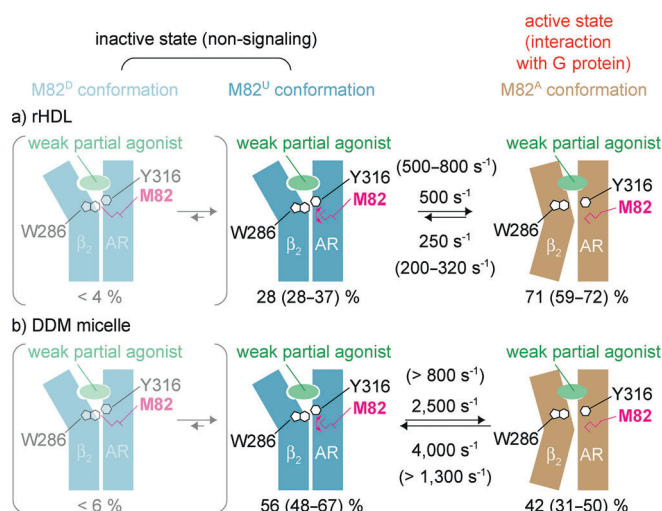 active state
(interaction
with G protein)
inactive state (non-signaling)
M82ᴰ conformation M82ᵁ conformation M82ᴬ conformation
a) rHDL
weak partial agonist weak partial agonist weak partial agonist
Y316 Y316 Y316
M82 M82 M82
W286 W286 W286
β₂ AR β₂ AR β₂ AR
(500–800 s⁻¹)
500 s⁻¹
250 s⁻¹
(200–320 s⁻¹)
< 4 % 28 (28–37) % 71 (59–72) %
b) DDM micelle
weak partial agonist weak partial agonist weak partial agonist
Y316 Y316 Y316
M82 M82 M82
W286 W286 W286
β₂ AR β₂ AR β₂ AR
(> 800 s⁻¹)
2,500 s⁻¹
4,000 s⁻¹
(> 1,300 s⁻¹)
< 6 % 56 (48–67) % 42 (31–50) %